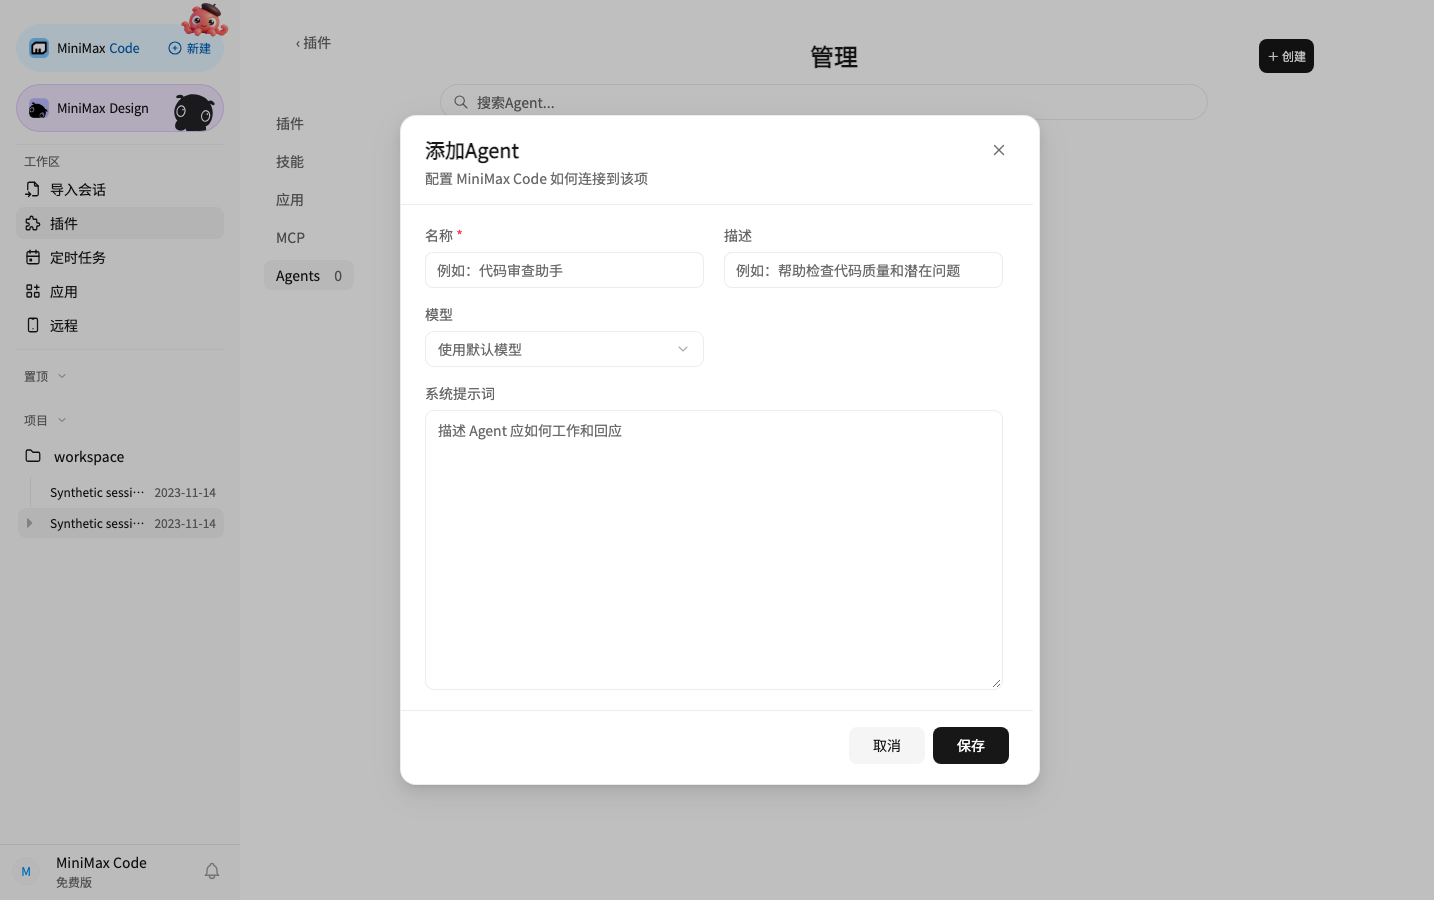 MiniMax Code
新建
MiniMax Design
工作区
导入会话
插件
定时任务
应用
远程
置顶
项目
workspace
Synthetic sessi··· 2023-11-14
Synthetic sessi··· 2023-11-14
M
MiniMax Code
免费版
‹ 插件
管理
+ 创建
搜索Agent...
插件
技能
应用
MCP
Agents 0
添加Agent
配置 MiniMax Code 如何连接到该项
名称 *
例如：代码审查助手
描述
例如：帮助检查代码质量和潜在问题
模型
使用默认模型
系统提示词
描述 Agent 应如何工作和回应
取消
保存